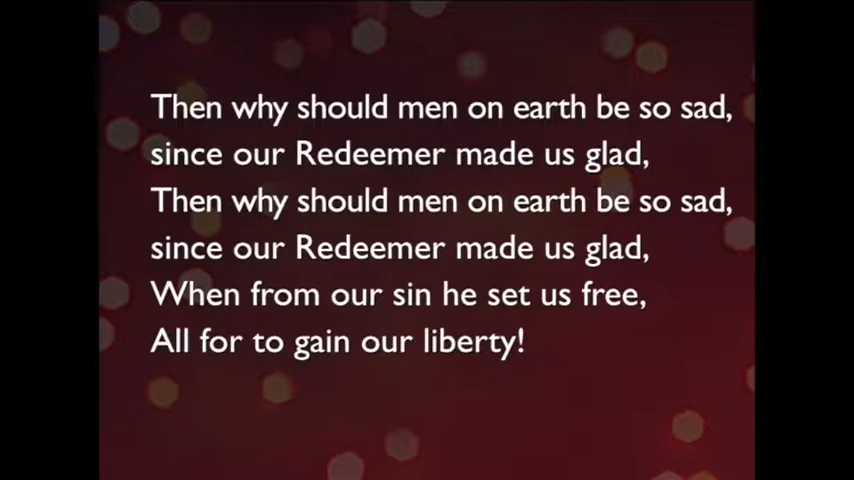 Then why should men on earth be so sad,
since our Redeemer made us glad,
Then why should men on earth be so sad,
since our Redeemer made us glad,
When from our sin he set us free,
All for to gain our liberty!